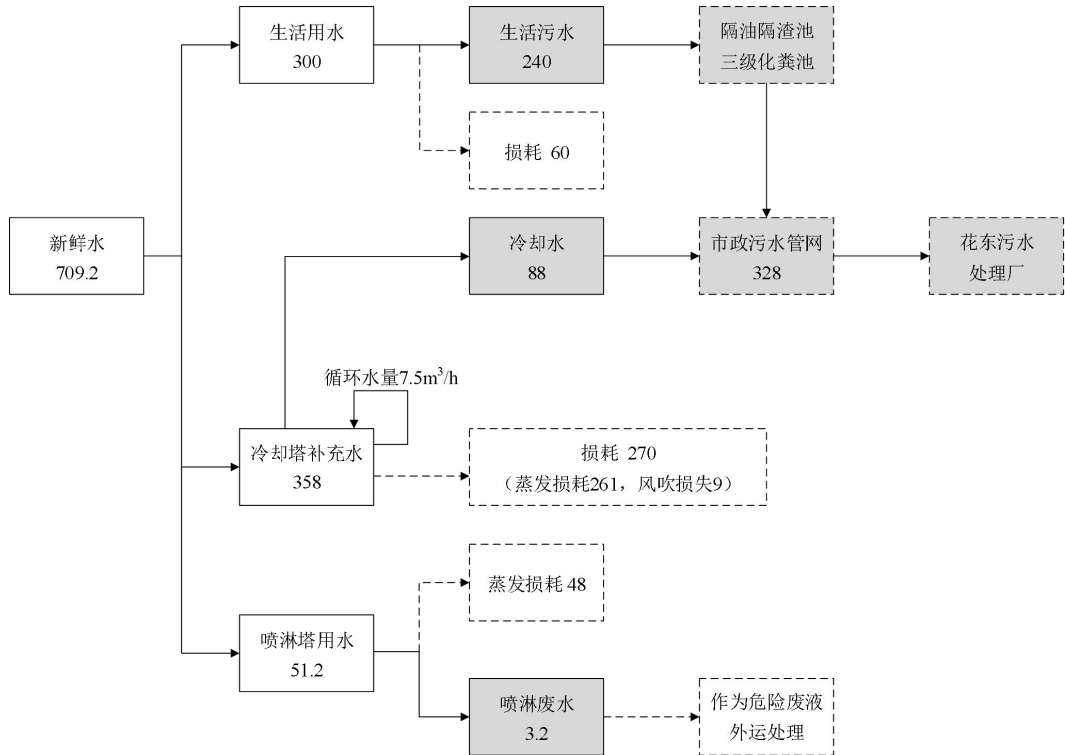 生活用水
300
生活污水
240
隔油隔渣池
三级化粪池
损耗 60
新鲜水
709.2
冷却水
88
市政污水管网
328
花东污水
处理厂
循环水量7.5m³/h
冷却塔补充水
358
损耗 270
（蒸发损耗261，风吹损失9）
蒸发损耗 48
喷淋塔用水
51.2
喷淋废水
3.2
作为危险废液
外运处理